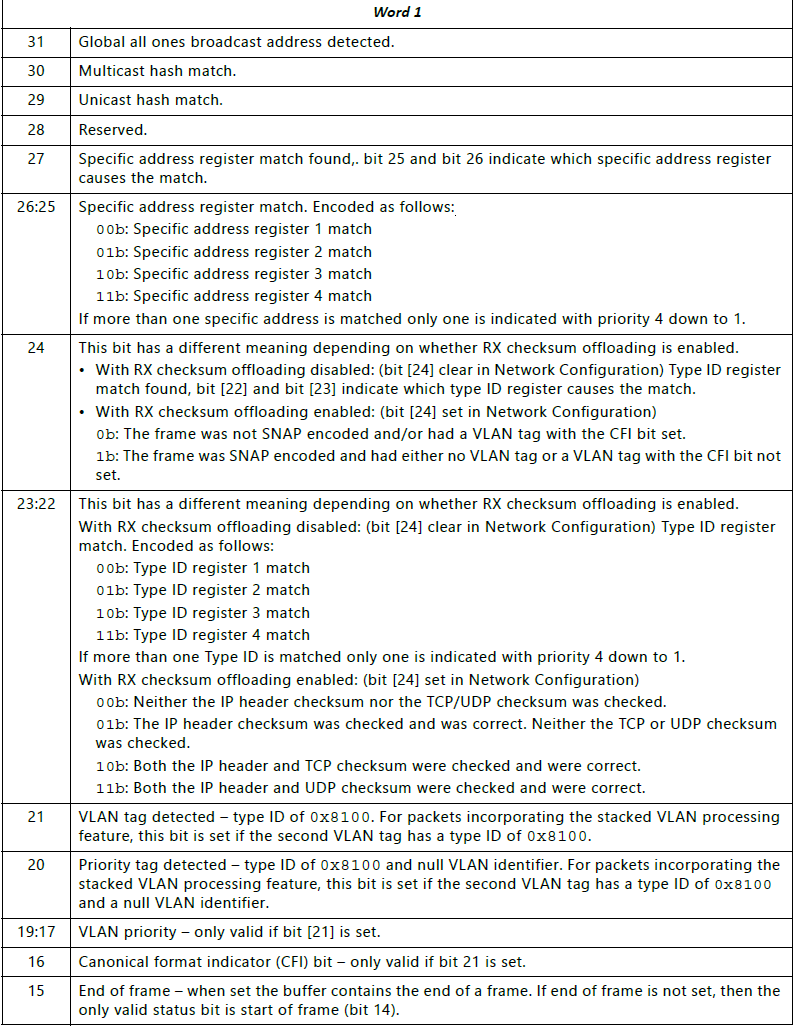 Word 1
31 Global all ones broadcast address detected.
30 Multicast hash match.
29 Unicast hash match.
28 Reserved.
27 Specific address register match found,. bit 25 and bit 26 indicate which specific address register
causes the match.
26:25 Specific address register match. Encoded as follows:
00b: Specific address register 1 match
01b: Specific address register 2 match
10b: Specific address register 3 match
11b: Specific address register 4 match
If more than one specific address is matched only one is indicated with priority 4 down to 1.
24 This bit has a different meaning depending on whether RX checksum offloading is enabled.
• With RX checksum offloading disabled: (bit [24] clear in Network Configuration) Type ID register
match found, bit [22] and bit [23] indicate which type ID register causes the match.
• With RX checksum offloading enabled: (bit [24] set in Network Configuration)
0b: The frame was not SNAP encoded and/or had a VLAN tag with the CFI bit set.
1b: The frame was SNAP encoded and had either no VLAN tag or a VLAN tag with the CFI bit not
set.
23:22 This bit has a different meaning depending on whether RX checksum offloading is enabled.
With RX checksum offloading disabled: (bit [24] clear in Network Configuration) Type ID register
match. Encoded as follows:
00b: Type ID register 1 match
01b: Type ID register 2 match
10b: Type ID register 3 match
11b: Type ID register 4 match
If more than one Type ID is matched only one is indicated with priority 4 down to 1.
With RX checksum offloading enabled: (bit [24] set in Network Configuration)
00b: Neither the IP header checksum nor the TCP/UDP checksum was checked.
01b: The IP header checksum was checked and was correct. Neither the TCP or UDP checksum
was checked.
10b: Both the IP header and TCP checksum were checked and were correct.
11b: Both the IP header and UDP checksum were checked and were correct.
21 VLAN tag detected – type ID of 0x8100. For packets incorporating the stacked VLAN processing
feature, this bit is set if the second VLAN tag has a type ID of 0x8100.
20 Priority tag detected – type ID of 0x8100 and null VLAN identifier. For packets incorporating the
stacked VLAN processing feature, this bit is set if the second VLAN tag has a type ID of 0x8100
and a null VLAN identifier.
19:17 VLAN priority – only valid if bit [21] is set.
16 Canonical format indicator (CFI) bit – only valid if bit 21 is set.
15 End of frame – when set the buffer contains the end of a frame. If end of frame is not set, then the
only valid status bit is start of frame (bit 14).